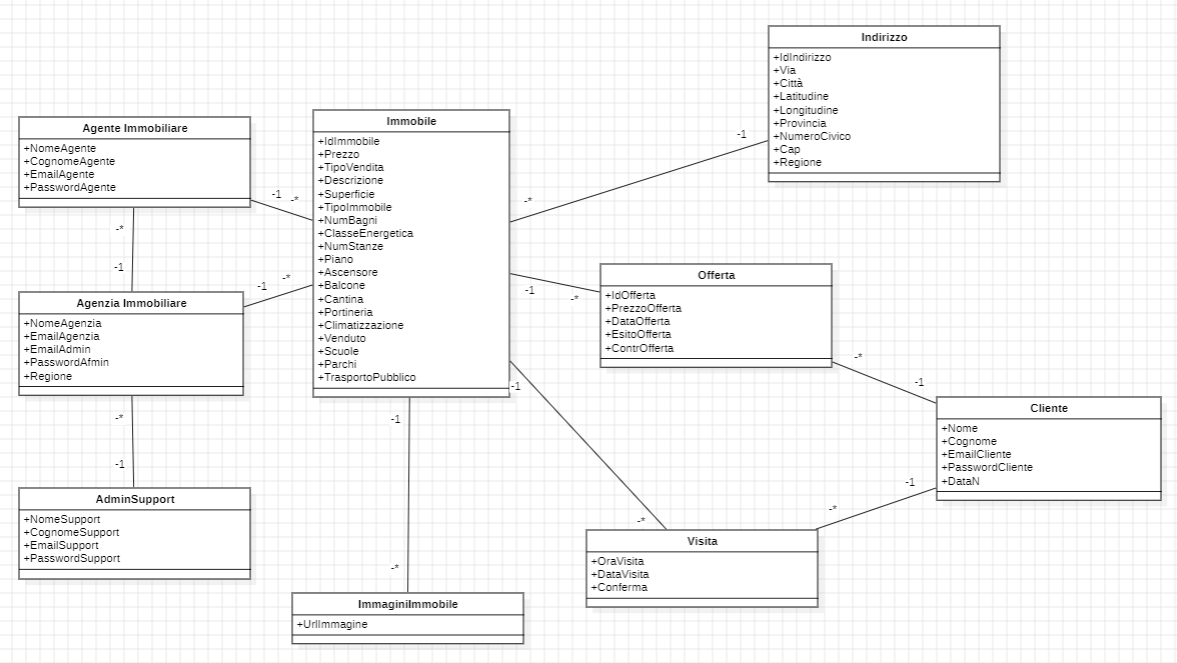 Indirizzo
+IdIndirizzo
+Via
+Città
+Latitudine
+Longitudine
+Provincia
+NumeroCivico
+Cap
+Regione
-1
-*
Immobile
+IdImmobile
+Prezzo
+TipoVendita
+Descrizione
+Superficie
+TipoImmobile
+NumBagni
+ClasseEnergetica
+NumStanze
+Piano
+Ascensore
+Balcone
+Cantina
+Portineria
+Climatizzazione
+Venduto
+Scuole
+Parchi
+TrasportoPubblico
Agente Immobiliare
+NomeAgente
+CognomeAgente
+EmailAgente
+PasswordAgente
-1
-*
-*
-1
-1
-*
Agenzia Immobiliare
+NomeAgenzia
+EmailAgenzia
+EmailAdmin
+PasswordAfmin
+Regione
-*
-1
AdminSupport
+NomeSupport
+CognomeSupport
+EmailSupport
+PasswordSupport
-1
-*
Offerta
+IdOfferta
+PrezzoOfferta
+DataOfferta
+EsitoOfferta
+ContrOfferta
-*
-1
Cliente
+Nome
+Cognome
+EmailCliente
+PasswordCliente
+DataN
-1
-*
-1
-*
Visita
+OraVisita
+DataVisita
+Conferma
-1
-*
ImmaginiImmobile
+UrlImmagine